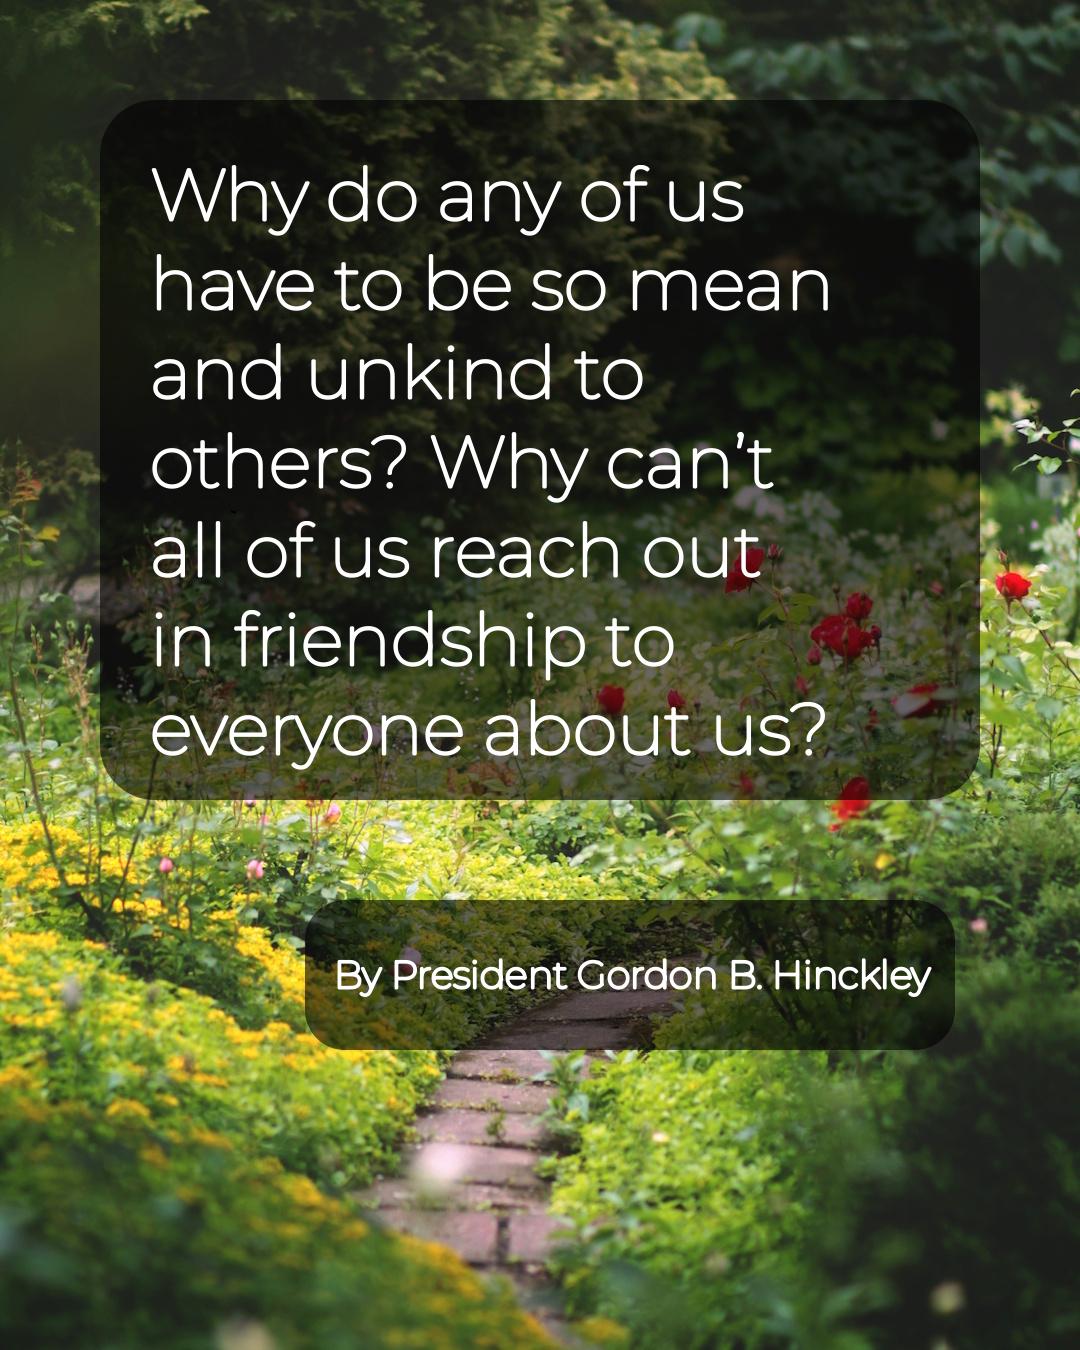 Why do any of us
have to be so mean
and unkind to
others? Why can’t
all of us reach out
in friendship to
everyone about us?
By President Gordon B. Hinckley